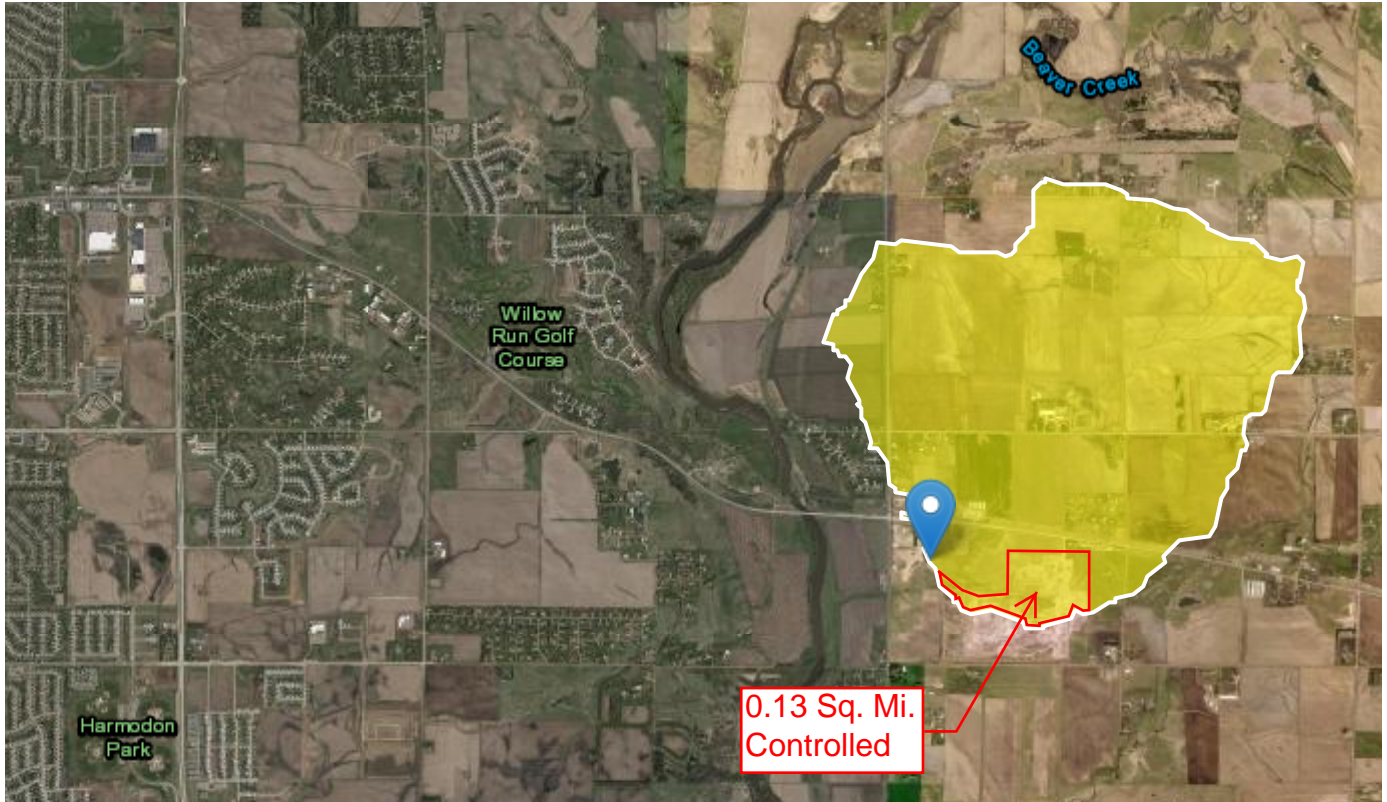 Beaver Creek
Willow
Run Golf
Course
0.13 Sq. Mi.
Controlled
Harmodon
Park